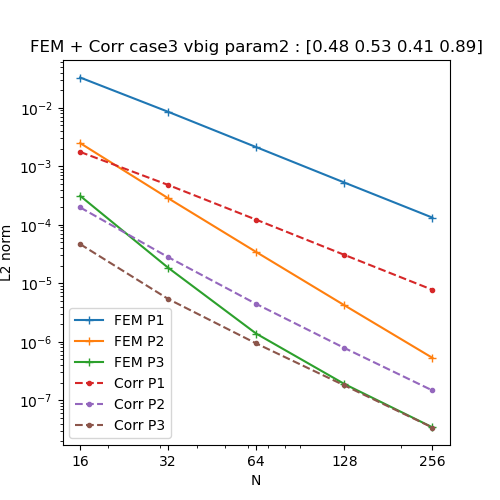 FEM + Corr case3 vbig param2 : [0.48 0.53 0.41 0.89]
10⁻²
10⁻³
10⁻⁴
10⁻⁵
10⁻⁶
10⁻⁷
L2 norm
FEM P1
FEM P2
FEM P3
Corr P1
Corr P2
Corr P3
16 32 64 128 256
N